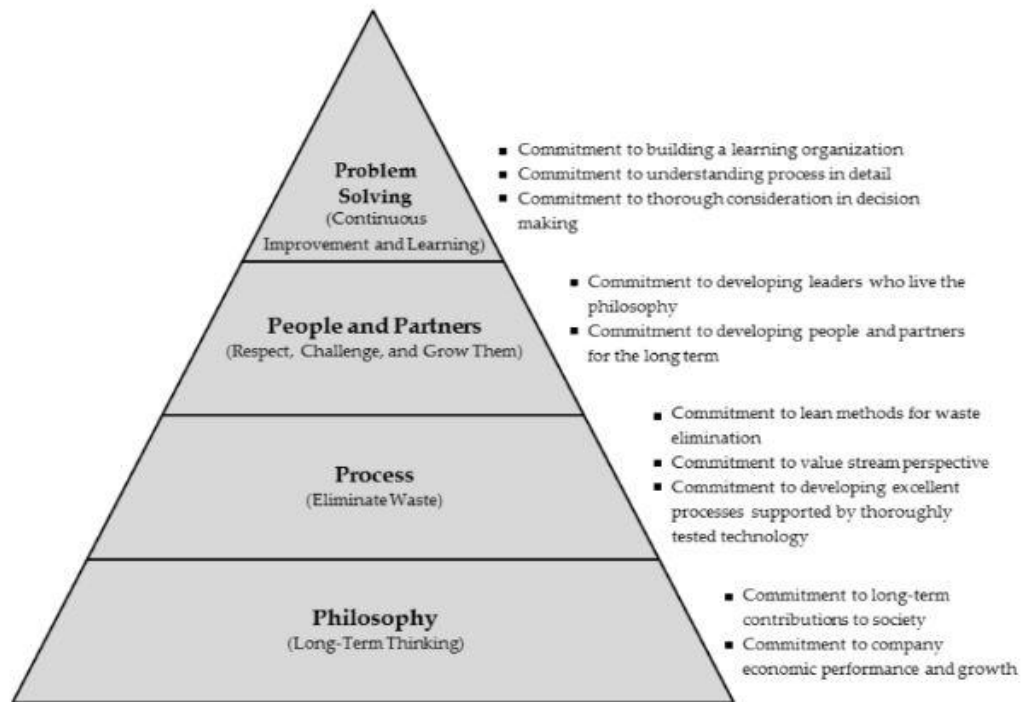 Problem
Solving
(Continuous
Improvement and Learning)
▪ Commitment to building a learning organization
▪ Commitment to understanding process in detail
▪ Commitment to thorough consideration in decision
making
People and Partners
(Respect, Challenge, and Grow Them)
▪ Commitment to developing leaders who live the
philosophy
▪ Commitment to developing people and partners
for the long term
Process
(Eliminate Waste)
▪ Commitment to lean methods for waste
elimination
▪ Commitment to value stream perspective
▪ Commitment to developing excellent
processes supported by thoroughly
tested technology
Philosophy
(Long-Term Thinking)
▪ Commitment to long-term
contributions to society
▪ Commitment to company
economic performance and growth